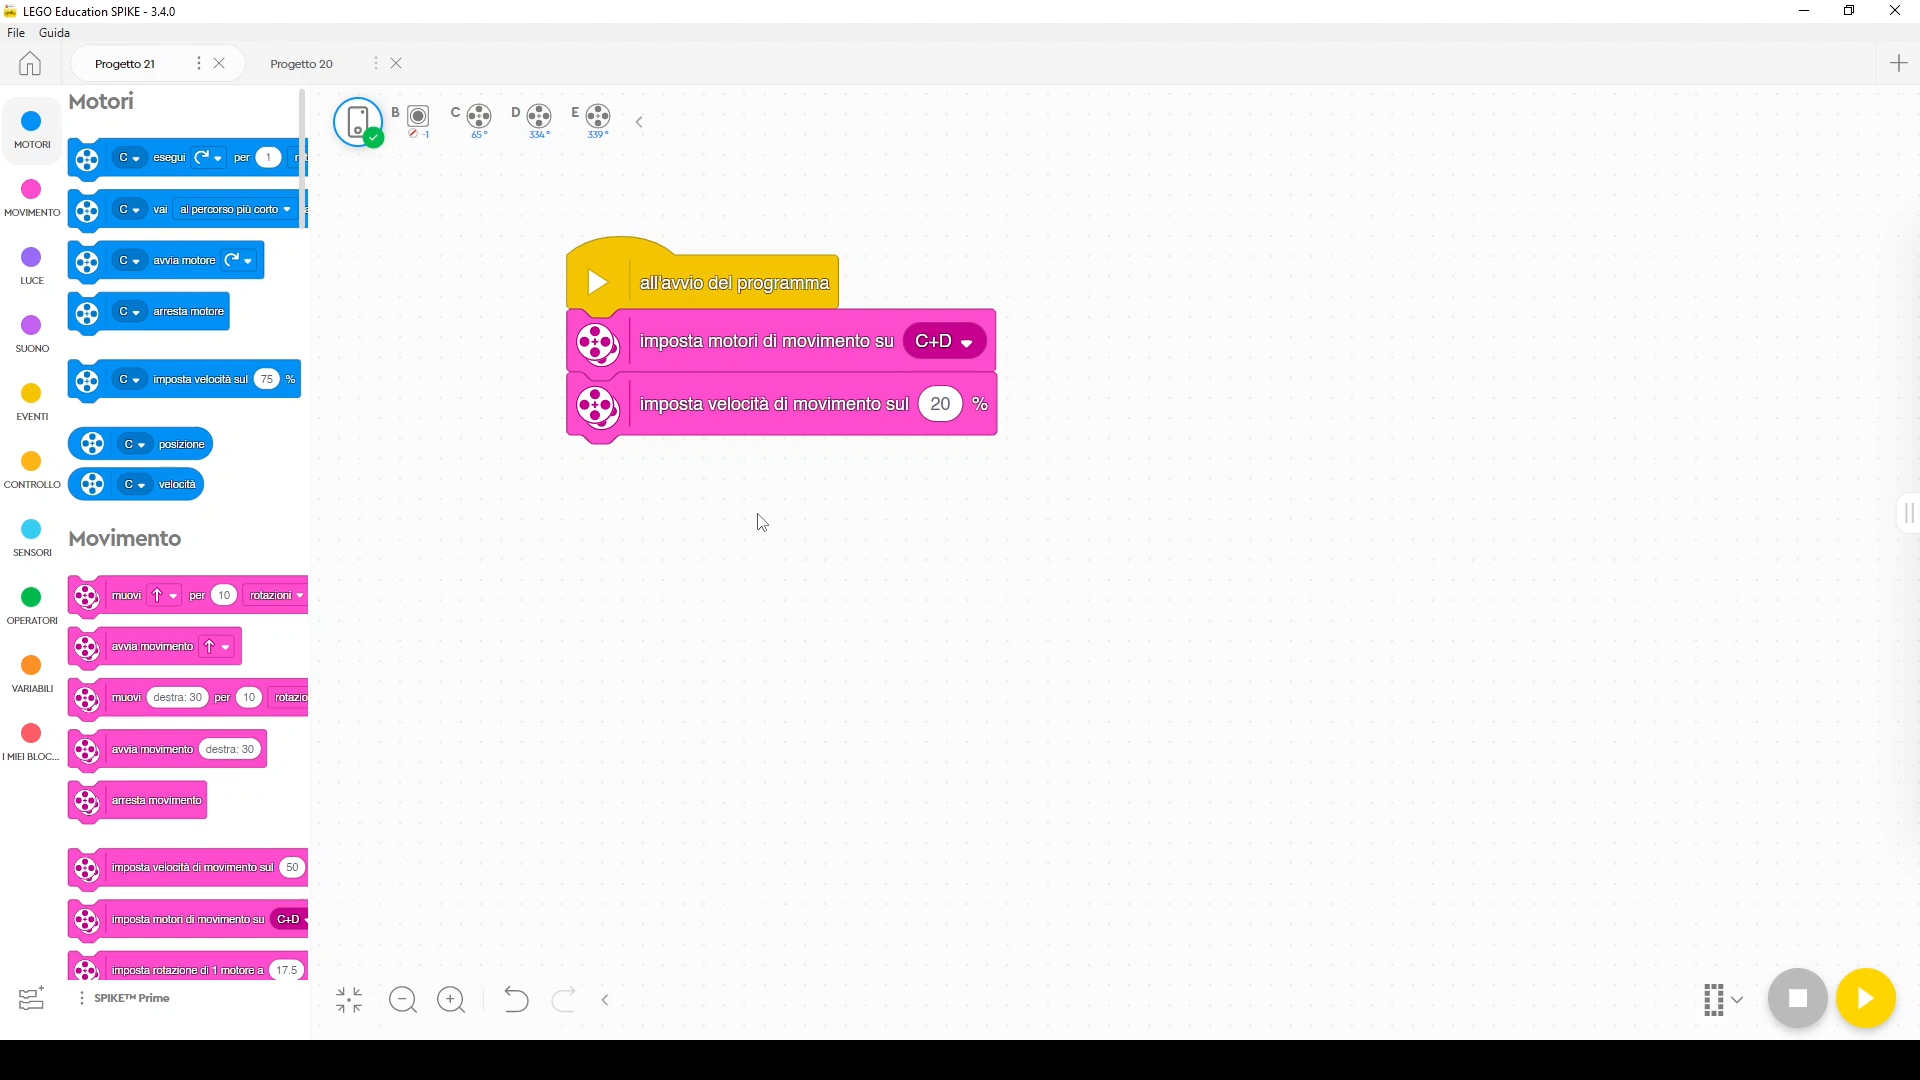 LEGO Education SPIKE - 3.4.0
File Guida
Progetto 21
Progetto 20
MOTORI
MOVIMENTO
LUCE
SUONO
EVENTI
CONTROLLO
SENSORI
OPERATORI
VARIABILI
I MIEI BLOC...
Motori
C esegui per 1
C vai al percorso più corto
C avvia motore
C arresta motore
C imposta velocità sul 75 %
C posizione
C velocità
Movimento
muovi per 10 rotazioni
avvia movimento
muovi destra: 30 per 10 rotazio
avvia movimento destra: 30
arresta movimento
imposta velocità di movimento sul 50
imposta motori di movimento su C+D
imposta rotazione di 1 motore a 17.5
SPIKE™ Prime
B -1
C 65°
D 334°
E 339°
all'avvio del programma
imposta motori di movimento su C+D
imposta velocità di movimento sul 20 %